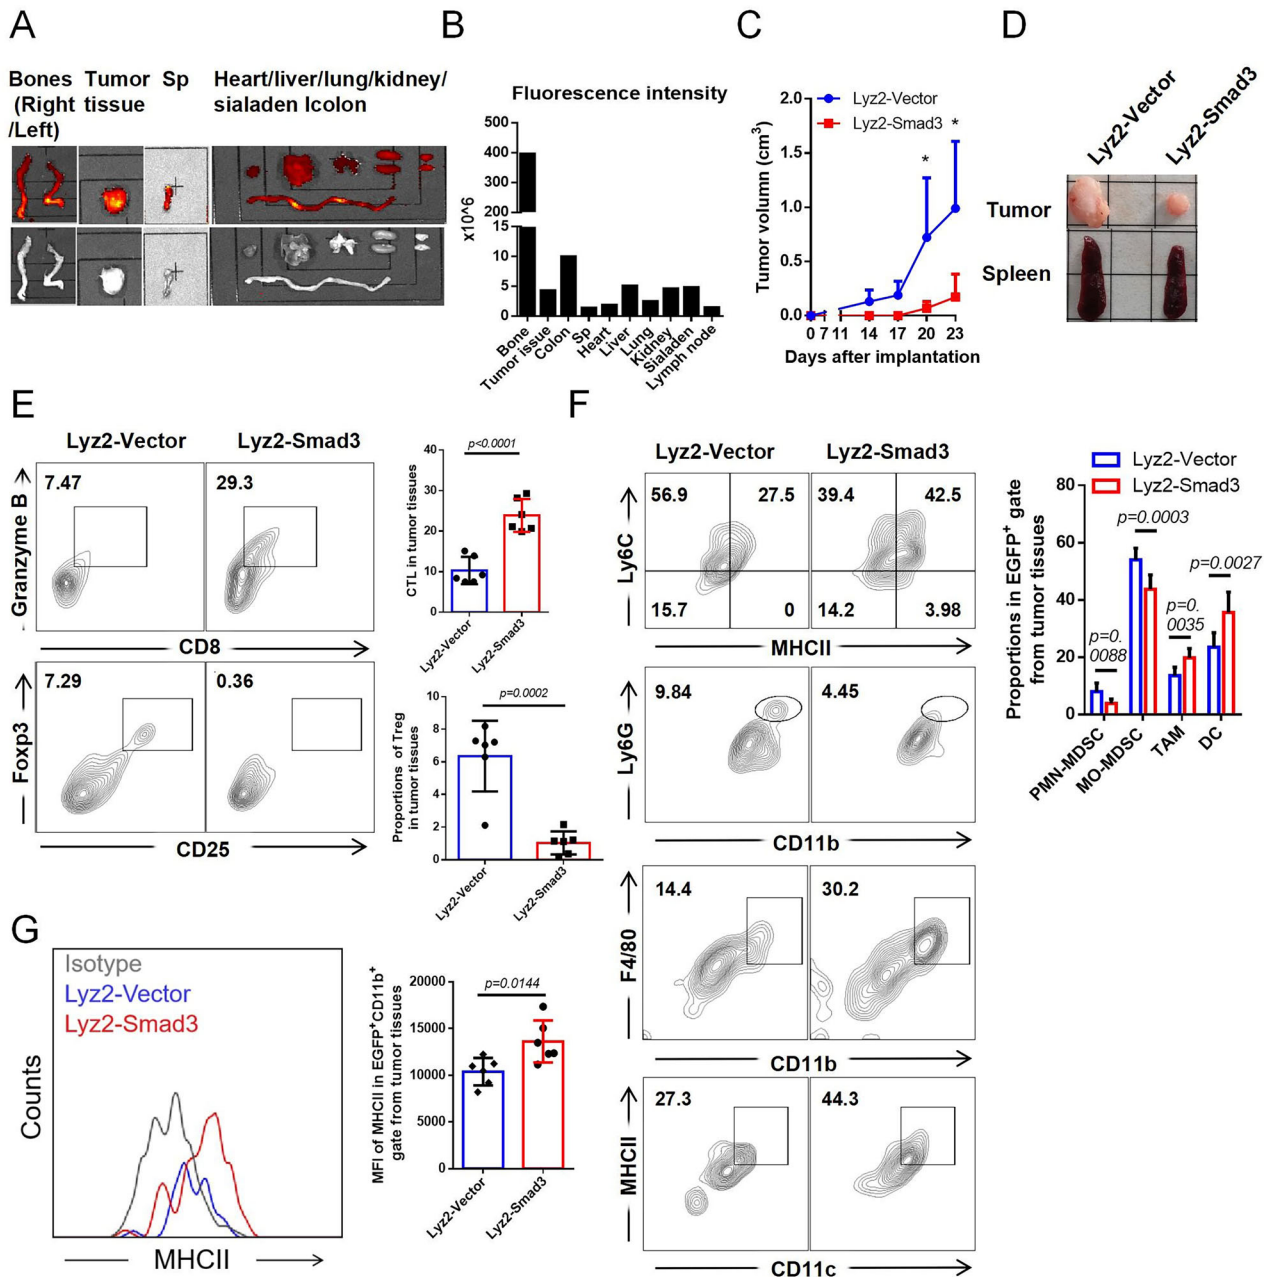 A
Bones
(Right
/Left)
Tumor
tissue
Sp
Heart/liver/lung/kidney/
sialaden lcolon
B
Fluorescence intensity
x10^6
500
400
300
200
15
10
5
0
Bone
Tumor issue
Colon
Sp
Heart
Liver
Lung
Kidney
Sialaden
Lymph node
C
Lyz2-Vector
Lyz2-Smad3
Tumor volumn (cm³)
2.0
1.5
1.0
0.5
0.0
* *
0 7 11 14 17 20 23
Days after implantation
D
Lyz2-Vector
Lyz2-Smad3
Tumor
Spleen
E
Lyz2-Vector Lyz2-Smad3
Granzyme B
7.47
29.3
CD8
Foxp3
7.29
0.36
CD25
CTL in tumor tissues
40
30
20
10
0
p<0.0001
Lyz2-Vector
Lyz2-Smad3
Proportions of Treg
in tumor tissues
10
8
6
4
2
0
p=0.0002
Lyz2-Vector
Lyz2-Smad3
F
Lyz2-Vector Lyz2-Smad3
Ly6C
56.9 27.5
15.7 0
39.4 42.5
14.2 3.98
MHCII
Ly6G
9.84
4.45
CD11b
F4/80
14.4
30.2
CD11b
MHCII
27.3
44.3
CD11c
Lyz2-Vector
Lyz2-Smad3
Proportions in EGFP⁺ gate
from tumor tissues
80
60
40
20
0
p=0.
0088
p=0.0003
p=0.
0035
p=0.0027
PMN-MDSC
MO-MDSC
TAM
DC
G
Isotype
Lyz2-Vector
Lyz2-Smad3
Counts
MHCII
MFI of MHCII in EGFP⁺CD11b⁺
gate from tumor tissues
20000
15000
10000
5000
0
p=0.0144
Lyz2-Vector
Lyz2-Smad3